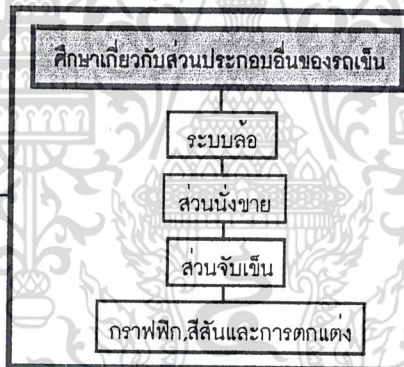 ศึกษาเกี่ยวกับส่วนประกอบอื่นของรถเข็น
ระบบล้อ
ส่วนนั่งขาย
ส่วนจับเข็น
กราฟฟิก,สีสันและการตกแต่ง